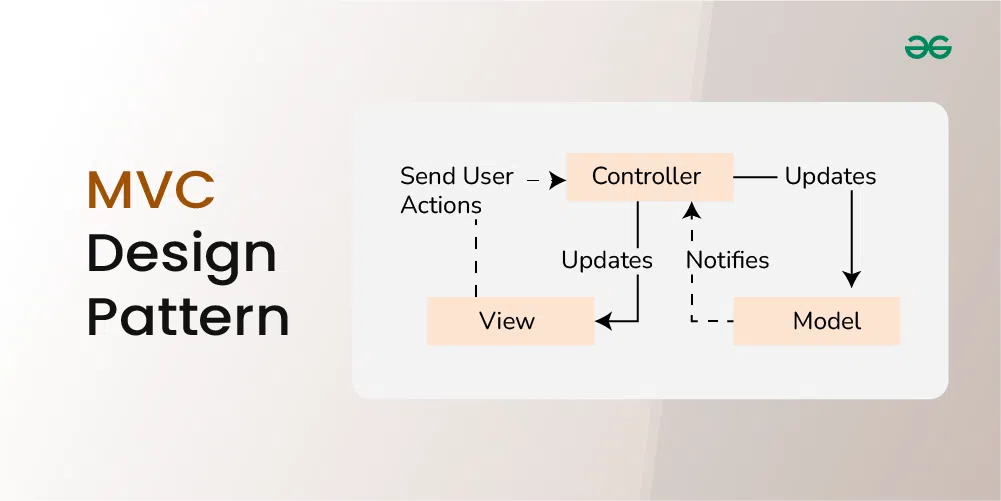 MVC
Design
Pattern
Send User
Actions
Controller
Updates
Updates
Notifies
View
Model